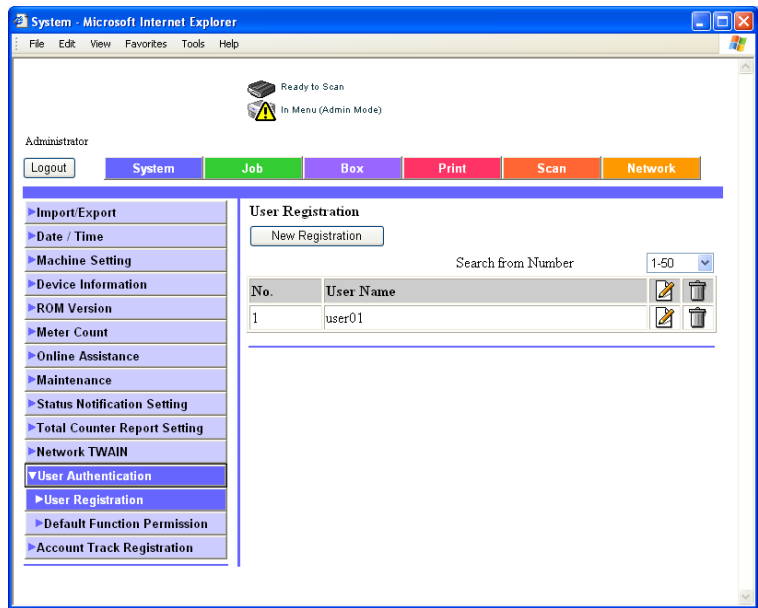 System - Microsoft Internet Explorer
File Edit View Favorites Tools Help
Ready to Scan
In Menu (Admin Mode)
Administrator
Logout System Job Box Print Scan Network
Import/Export
Date / Time
Machine Setting
Device Information
ROM Version
Meter Count
Online Assistance
Maintenance
Status Notification Setting
Total Counter Report Setting
Network TWAIN
User Authentication
User Registration
Default Function Permission
Account Track Registration
User Registration
New Registration
Search from Number 1-50
No. User Name
1 user01